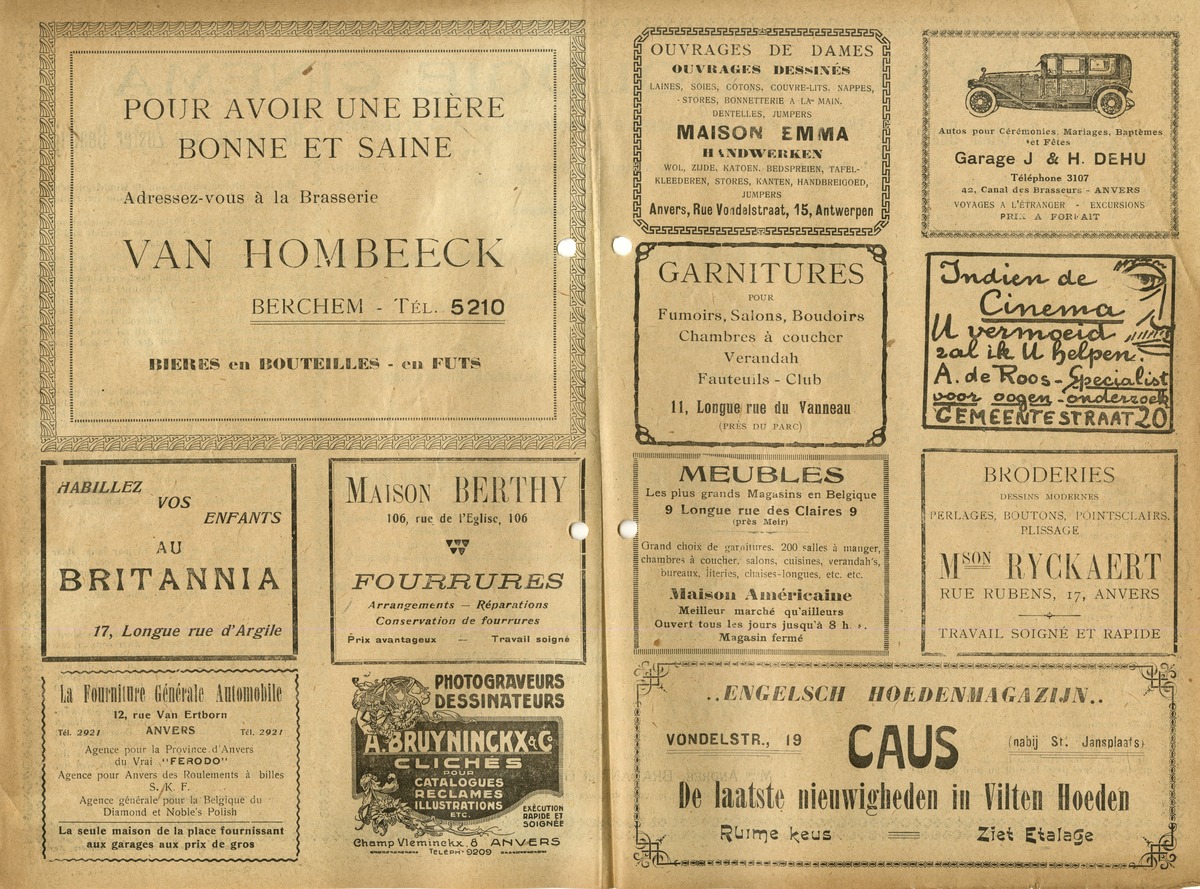 POUR AVOIR UNE BIÈRE
BONNE ET SAINE
Adressez-vous à la Brasserie
VAN HOMBEECK
BERCHEM - TÉL. 5210
BIERES en BOUTEILLES - en FUTS
HABILLEZ
VOS
ENFANTS
AU
BRITANNIA
17, Longue rue d'Argile
MAISON BERTHY
106, rue de l'Eglise, 106
FOURRURES
Arrangements — Réparations
Conservation de fourrures
Prix avantageux — Travail soigné
La Fourniture Générale Automobile
12, rue Van Ertborn
Tél. 2921 ANVERS Tél. 2921
Agence pour la Province d'Anvers
du Vrai "FERODO"
Agence pour Anvers des Roulements à billes
S. K. F.
Agence générale pour la Belgique du
Diamond et Noble's Polish
La seule maison de la place fournissant
aux garages aux prix de gros
PHOTOGRAVEURS
DESSINATEURS
A. BRUYNINCKX & Co
CLICHÉS
POUR
CATALOGUES
RECLAMES
ILLUSTRATIONS
ETC.
EXÉCUTION
RAPIDE ET
SOIGNÉE
Champ Vleminckx. 8 ANVERS
TELÉPH. 9209
OUVRAGES DE DAMES
OUVRAGES DESSINÉS
LAINES, SOIES, COTONS, COUVRE-LITS, NAPPES,
STORES, BONNETTERIE A LA MAIN,
DENTELLES, JUMPERS
MAISON EMMA
HANDWERKEN
WOL, ZIJDE, KATOEN, BEDSPREIEN, TAFEL-
KLEEDEREN, STORES, KANTEN, HANDBREIGOED,
JUMPERS
Anvers, Rue Vondelstraat, 15, Antwerpen
Autos pour Cérémonies, Mariages, Baptêmes
et Fêtes
Garage J & H. DEHU
Téléphone 3107
42, Canal des Brasseurs - ANVERS
VOYAGES A L'ÉTRANGER - EXCURSIONS
PRIX A FORFAIT
GARNITURES
POUR
Fumoirs, Salons, Boudoirs
Chambres à coucher
Verandah
Fauteuils - Club
11, Longue rue du Vanneau
(PRÈS DU PARC)
Indien de
Cinema
U vermoeid
zal ik U helpen.
A. de Roos - Specialist
voor oogen-onderzoek
GEMEENTESTRAAT 20
MEUBLES
Les plus grands Magasins en Belgique
9 Longue rue des Claires 9
(près Meir)
Grand choix de garnitures. 200 salles à manger,
chambres à coucher, salons, cuisines, verandah's,
bureaux, literies, chaises-longues, etc. etc.
Maison Américaine
Meilleur marché qu'ailleurs
Ouvert tous les jours jusqu'à 8 h.
Magasin fermé
BRODERIES
DESSINS MODERNES
PERLAGES, BOUTONS, POINTSCLAIRS,
PLISSAGE
MSON RYCKAERT
RUE RUBENS, 17, ANVERS
TRAVAIL SOIGNÉ ET RAPIDE
..ENGELSCH HOEDENMAGAZIJN..
VONDELSTR., 19 CAUS (nabij St. Jansplaats)
De laatste nieuwigheden in Vilten Hoeden
Ruime keus Ziet Etalage